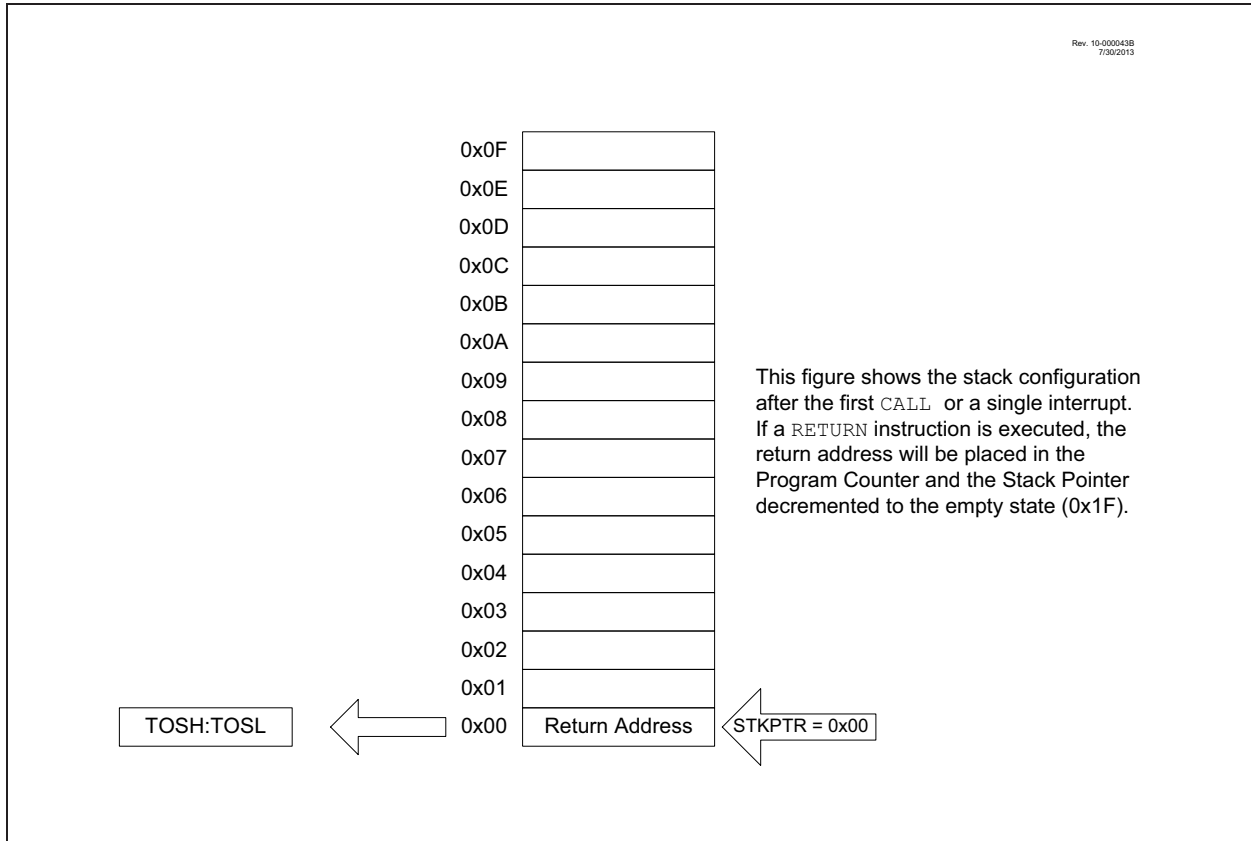 Rev. 10-000043B
7/30/2013
0x0F
0x0E
0x0D
0x0C
0x0B
0x0A
0x09
0x08
0x07
0x06
0x05
0x04
0x03
0x02
0x01
This figure shows the stack configuration
after the first CALL or a single interrupt.
If a RETURN instruction is executed, the
return address will be placed in the
Program Counter and the Stack Pointer
decremented to the empty state (0x1F).
TOSH:TOSL
0x00
Return Address
STKPTR = 0x00